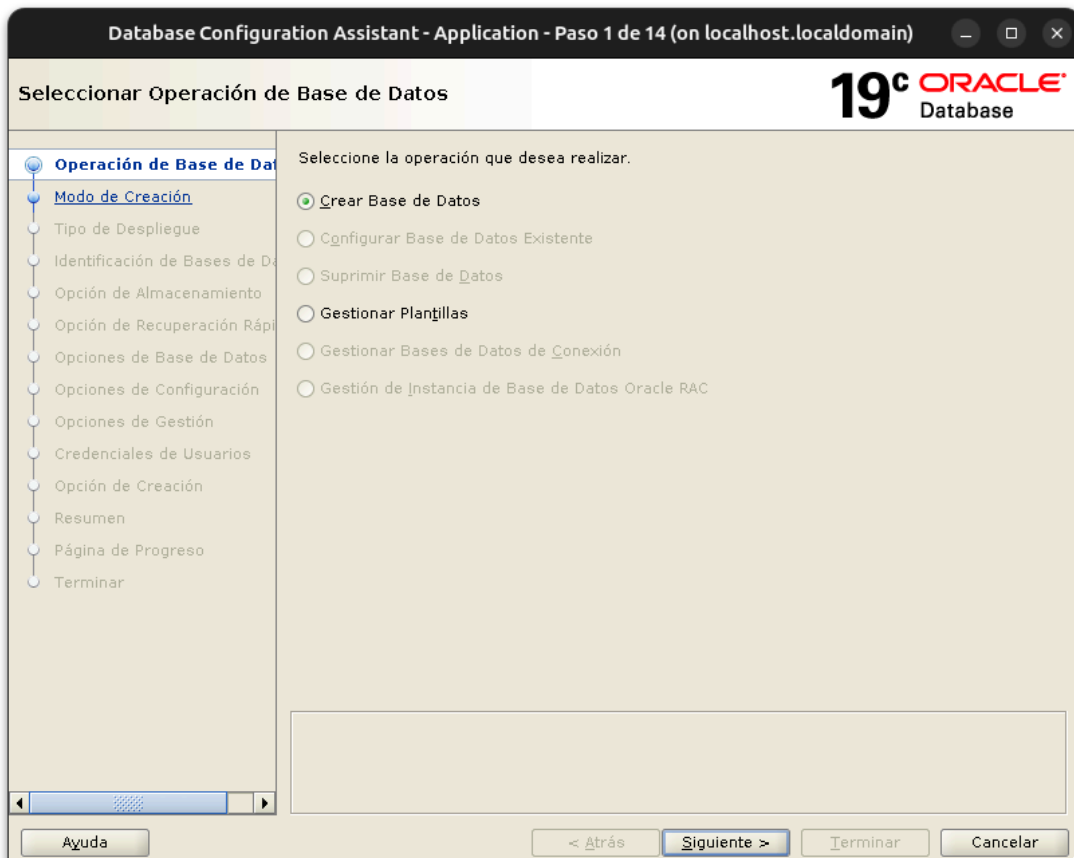 Database Configuration Assistant - Application - Paso 1 de 14 (on localhost.localdomain)
Seleccionar Operación de Base de Datos
19c ORACLE
Database
Operación de Base de Dat
Modo de Creación
Tipo de Despliegue
Identificación de Bases de Da
Opción de Almacenamiento
Opción de Recuperación Rápi
Opciones de Base de Datos
Opciones de Configuración
Opciones de Gestión
Credenciales de Usuarios
Opción de Creación
Resumen
Página de Progreso
Terminar
Seleccione la operación que desea realizar.
Crear Base de Datos
Configurar Base de Datos Existente
Suprimir Base de Datos
Gestionar Plantillas
Gestionar Bases de Datos de Conexión
Gestión de Instancia de Base de Datos Oracle RAC
Ayuda
< Atrás
Siguiente >
Terminar
Cancelar